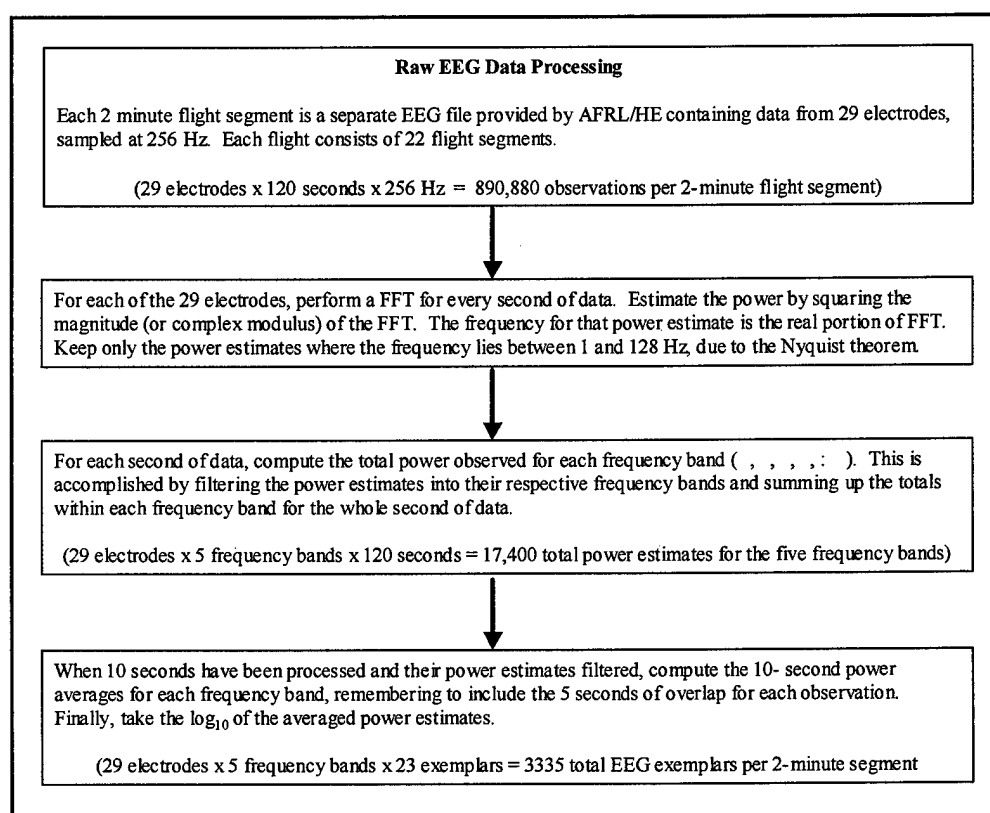 Raw EEG Data Processing
Each 2 minute flight segment is a separate EEG file provided by AFRL/HE containing data from 29 electrodes,
sampled at 256 Hz. Each flight consists of 22 flight segments.
(29 electrodes x 120 seconds x 256 Hz = 890,880 observations per 2-minute flight segment)
For each of the 29 electrodes, perform a FFT for every second of data. Estimate the power by squaring the
magnitude (or complex modulus) of the FFT. The frequency for that power estimate is the real portion of FFT.
Keep only the power estimates where the frequency lies between 1 and 128 Hz, due to the Nyquist theorem.
For each second of data, compute the total power observed for each frequency band ( , , , , : ). This is
accomplished by filtering the power estimates into their respective frequency bands and summing up the totals
within each frequency band for the whole second of data.
(29 electrodes x 5 frequency bands x 120 seconds = 17,400 total power estimates for the five frequency bands)
When 10 seconds have been processed and their power estimates filtered, compute the 10- second power
averages for each frequency band, remembering to include the 5 seconds of overlap for each observation.
Finally, take the log10 of the averaged power estimates.
(29 electrodes x 5 frequency bands x 23 exemplars = 3335 total EEG exemplars per 2-minute segment